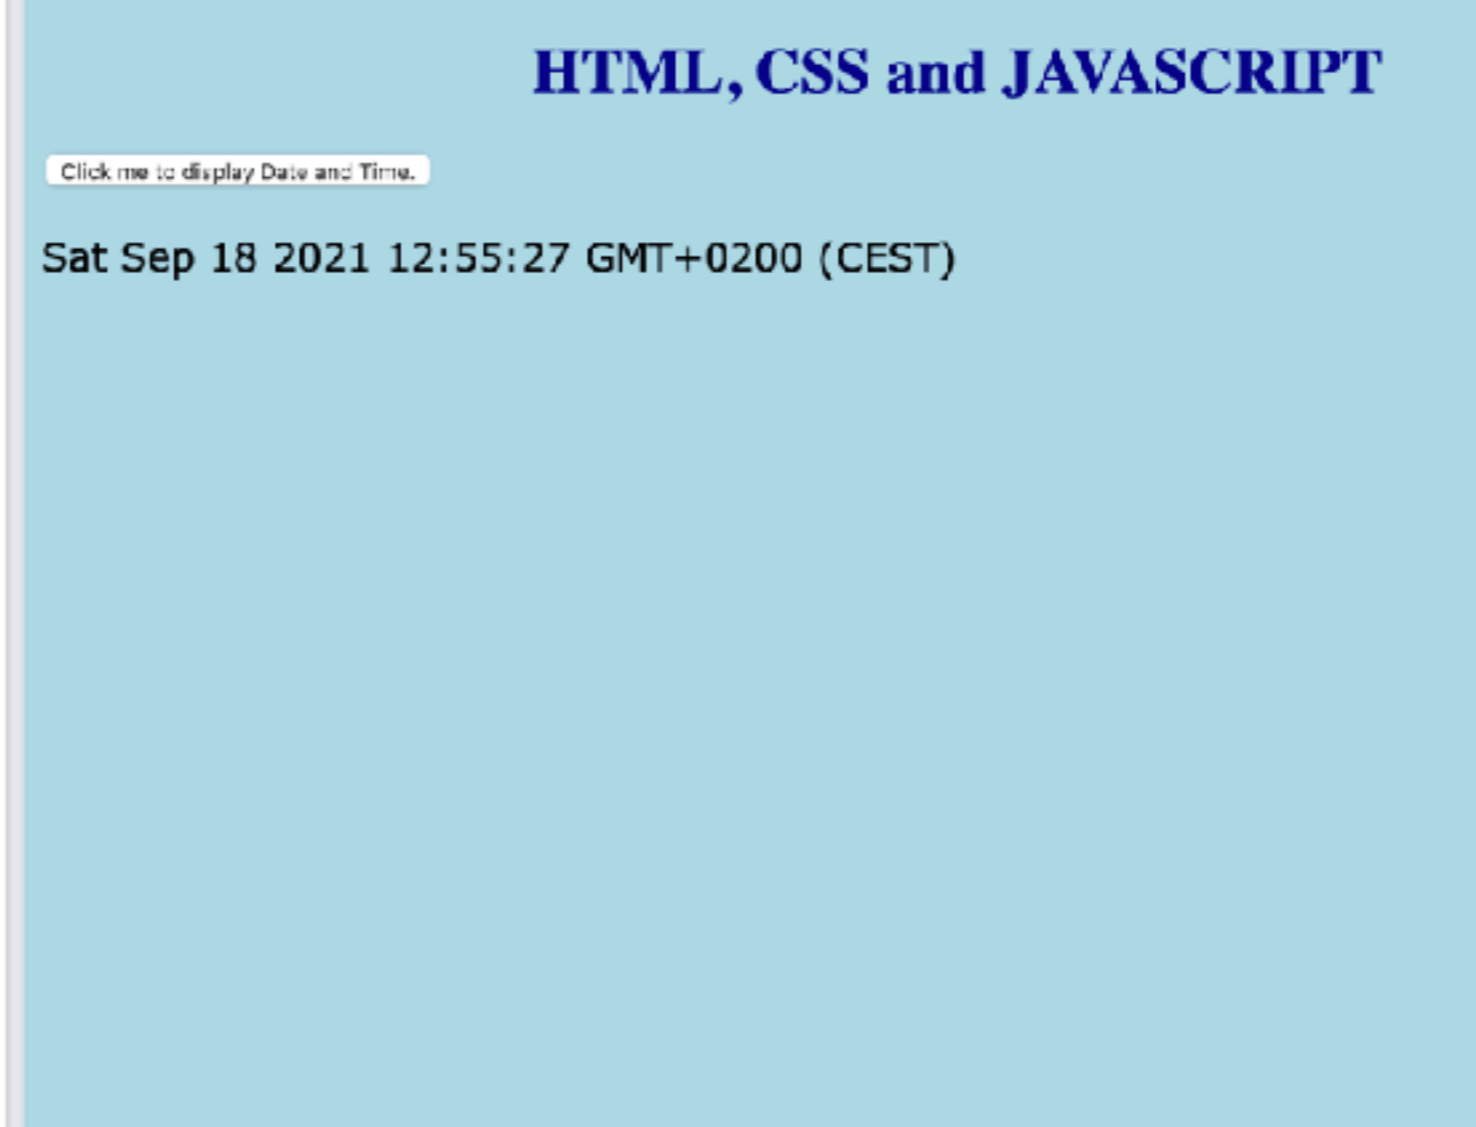 HTML, CSS and JAVASCRIPT
Click me to display Date and Time.
Sat Sep 18 2021 12:55:27 GMT+0200 (CEST)